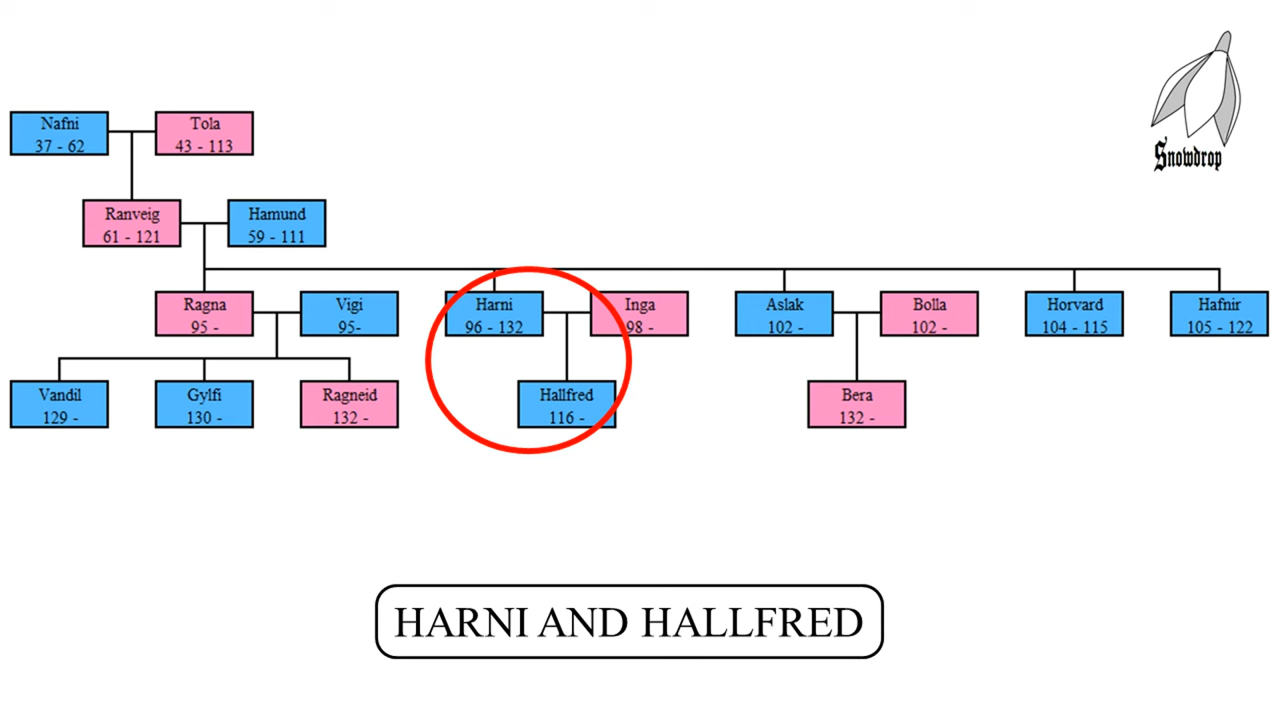 Snowdrop
Nafni
37 - 62
Tola
43 - 113
Ranveig
61 - 121
Hamund
59 - 111
Ragna
95 -
Vigi
95-
Harni
96 - 132
Inga
98 -
Aslak
102 -
Bolla
102 -
Horvard
104 - 115
Hafnir
105 - 122
Vandil
129 -
Gylfi
130 -
Ragneid
132 -
Hallfred
116 -
Bera
132 -
HARNI AND HALLFRED